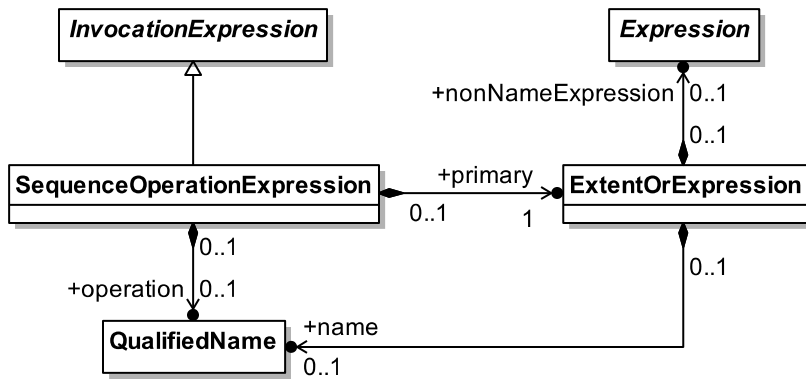 InvocationExpression
Expression
+nonNameExpression
0..1
0..1
SequenceOperationExpression
+primary
0..1
1
ExtentOrExpression
0..1
+operation
0..1
0..1
QualifiedName
+name
0..1